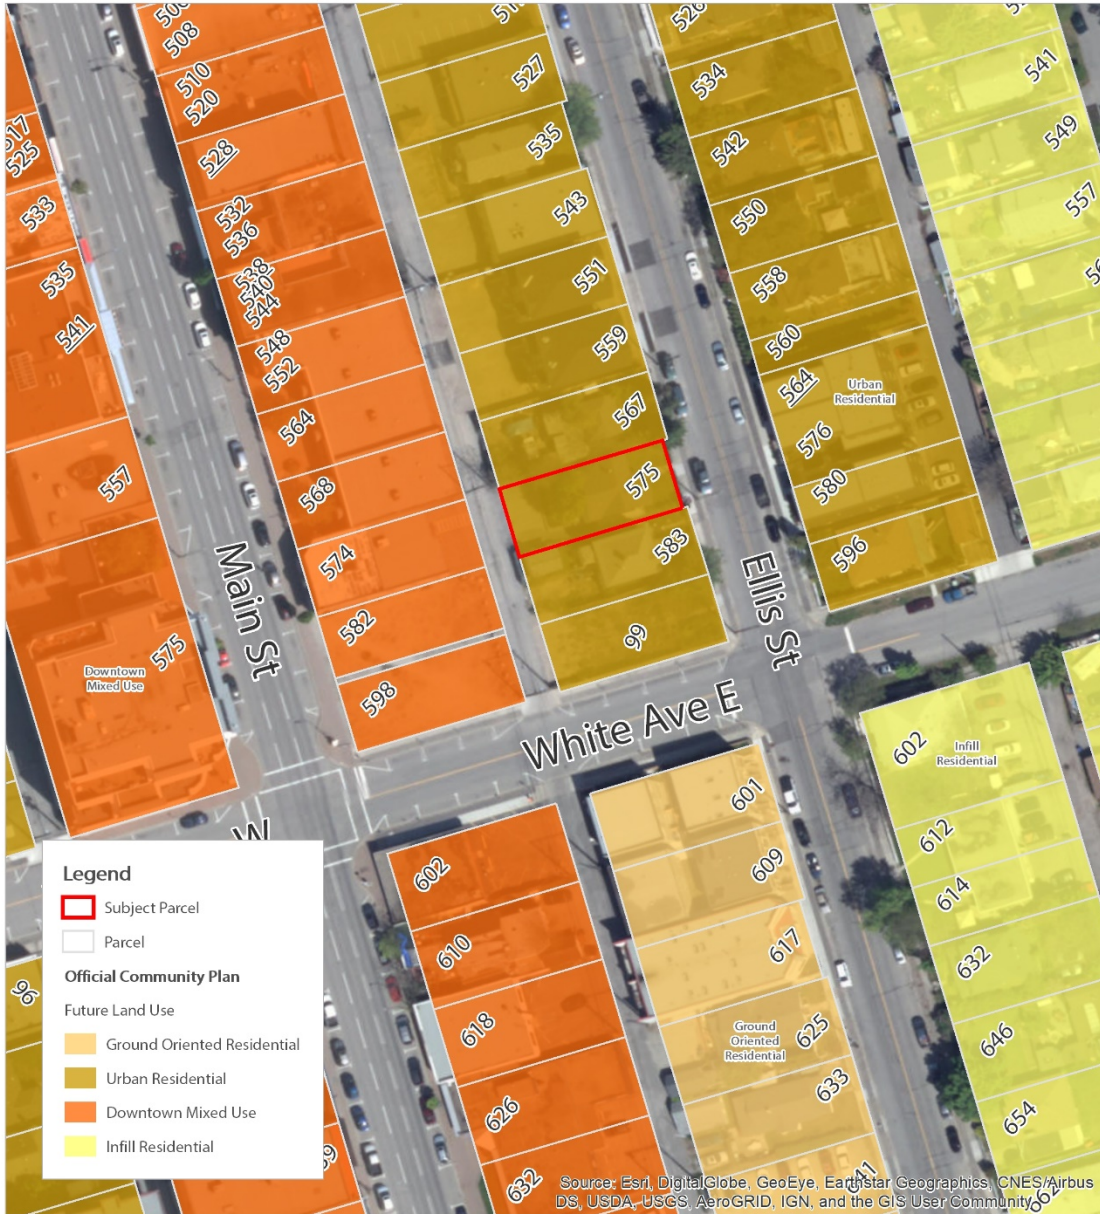 508
510
520
528
532
536
538
540
544
548
552
564
568
574
582
598
525
533
535
541
557
575
Downtown
Mixed Use
Main St
527
535
543
551
559
567
575
583
99
Ellis St
534
542
550
558
560
564
Urban
Residential
576
580
596
541
549
557
White Ave E
W
602
Infill
Residential
612
614
632
646
654
662
601
609
617
625
Ground
Oriented
Residential
633
602
610
618
626
632
96
Legend
Subject Parcel
Parcel
Official Community Plan
Future Land Use
Ground Oriented Residential
Urban Residential
Downtown Mixed Use
Infill Residential
Source: Esri, DigitalGlobe, GeoEye, Earthstar Geographics, CNES/Airbus
DS, USDA, USGS, AeroGRID, IGN, and the GIS User Community